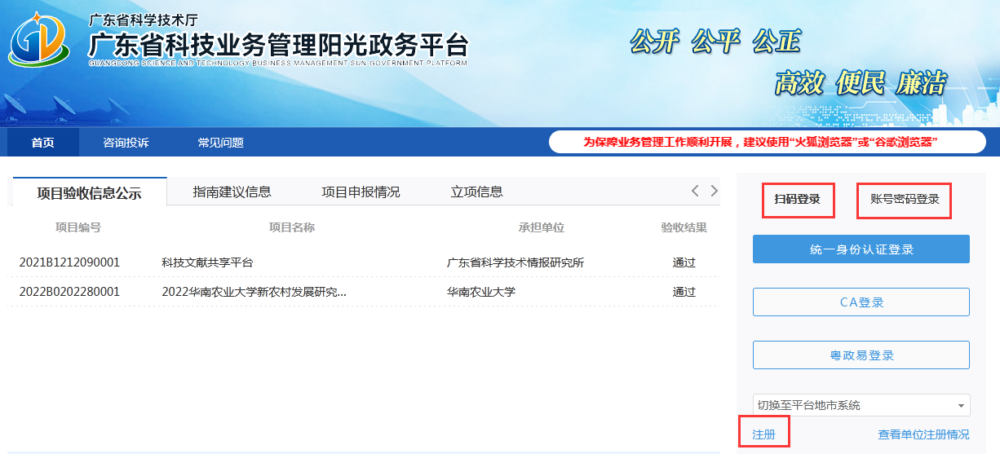 广东省科学技术厅
广东省科技业务管理阳光政务平台
GUANGDONG SCIENCE AND TECHNOLOGY BUSINESS MANAGEMENT SUN-GOVERNMENT PLATFORM
公开 公平 公正
高效 便民 廉洁
首页 咨询投诉 常见问题 为保障业务管理工作顺利开展，建议使用“火狐浏览器”或“谷歌浏览器”
项目验收信息公示 指南建议信息 项目申报情况 立项信息
项目编号 项目名称 承担单位 验收结果
2021B1212090001 科技文献共享平台 广东省科学技术情报研究所 通过
2022B0202280001 2022华南农业大学新农村发展研究... 华南农业大学 通过
扫码登录 账号密码登录
统一身份认证登录
CA登录
粤政易登录
切换至平台地市系统
注册 查看单位注册情况